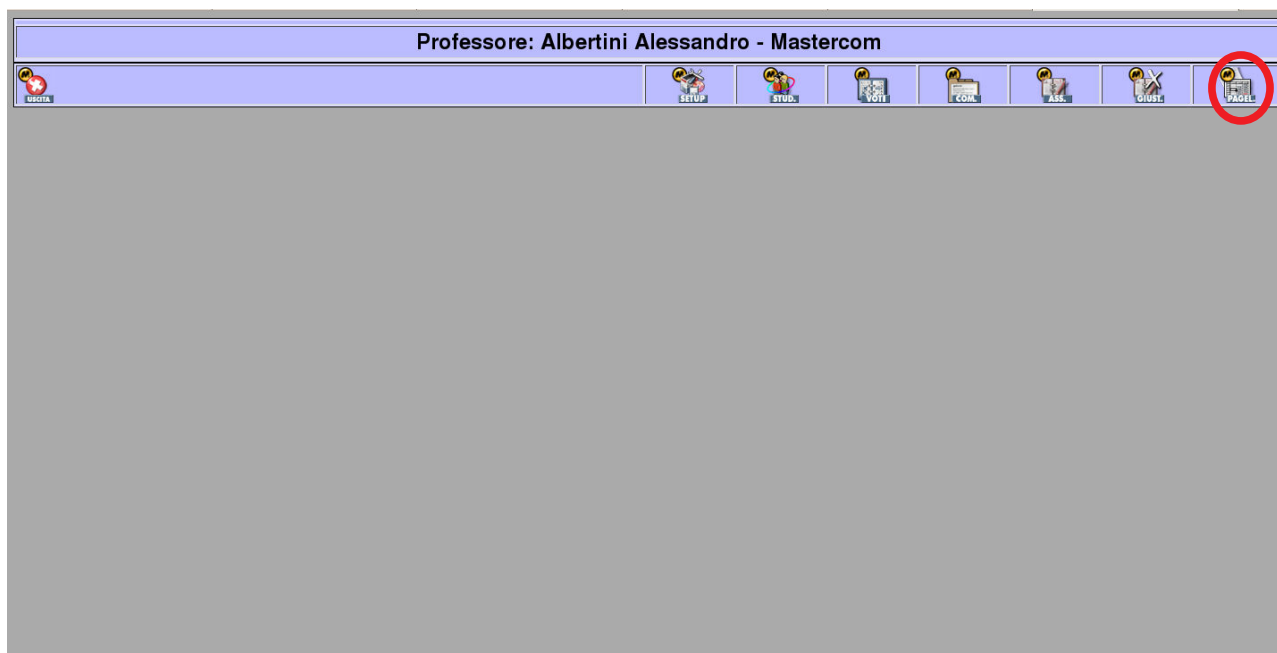 Professore: Albertini Alessandro - Mastercom
USCITA SETUP STUD. VOTI COM. ASS. GIUST. PAGEL.